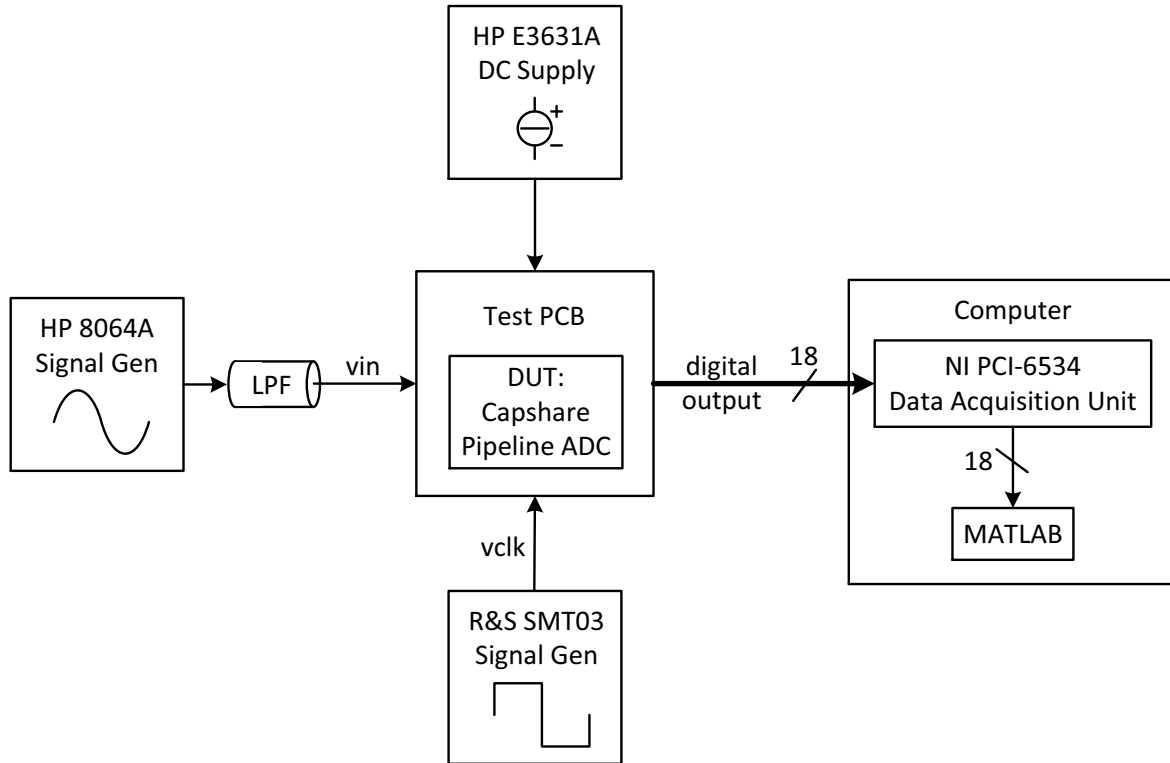 HP E3631A
DC Supply
+
−
HP 8064A
Signal Gen
LPF
vin
Test PCB
DUT:
Capshare
Pipeline ADC
digital
output
18
Computer
NI PCI-6534
Data Acquisition Unit
18
MATLAB
vclk
R&S SMT03
Signal Gen